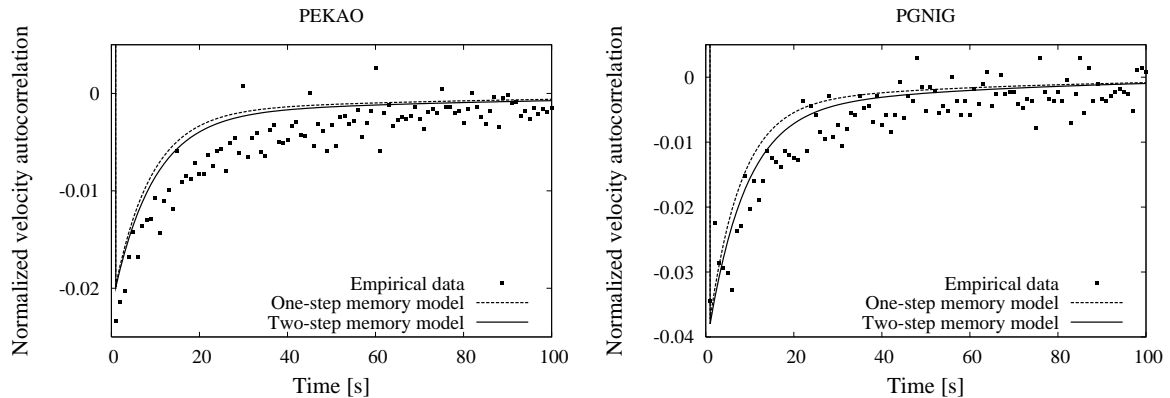 PEKAO
Normalized velocity autocorrelation
0
-0.01
-0.02
Empirical data
One-step memory model
Two-step memory model
0 20 40 60 80 100
Time [s]
PGNIG
Normalized velocity autocorrelation
0
-0.01
-0.02
-0.03
-0.04
Empirical data
One-step memory model
Two-step memory model
0 20 40 60 80 100
Time [s]